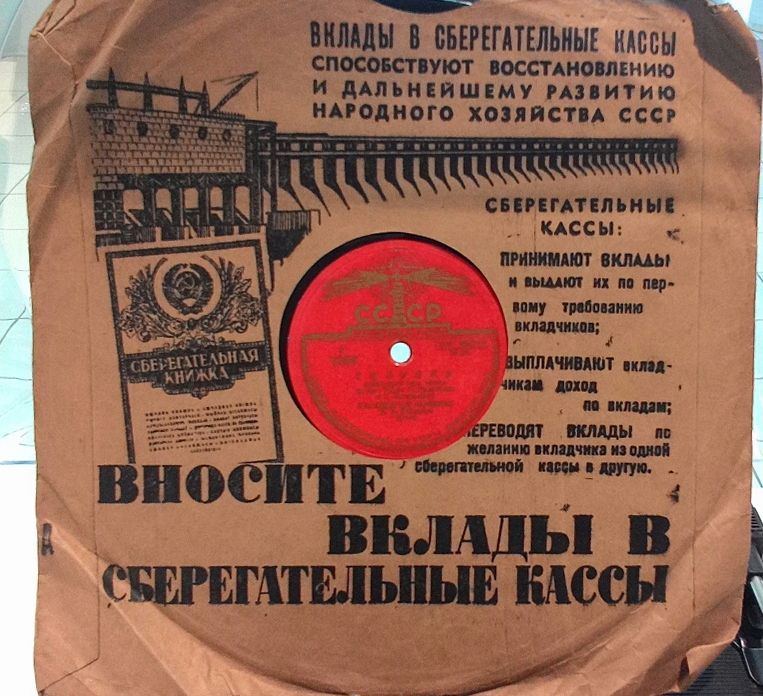 ВКЛАДЫ В СБЕРЕГАТЕЛЬНЫЕ КАССЫ
СПОСОБСТВУЮТ ВОССТАНОВЛЕНИЮ
И ДАЛЬНЕЙШЕМУ РАЗВИТИЮ
НАРОДНОГО ХОЗЯЙСТВА СССР
СБЕРЕГАТЕЛЬНЫЕ
КАССЫ:
ПРИНИМАЮТ ВКЛАДЫ
и ВЫДАЮТ ИХ по пер-
вому требованию
вкладчиков;
ВЫПЛАЧИВАЮТ вклад-
чикам доход
по вкладам;
ПЕРЕВОДЯТ ВКЛАДЫ по
желанию вкладчика из одной
сберегательной кассы в другую.
СБЕРЕГАТЕЛЬНАЯ
КНИЖКА
СССР
ВНОСИТЕ
ВКЛАДЫ В
СБЕРЕГАТЕЛЬНЫЕ КАССЫ